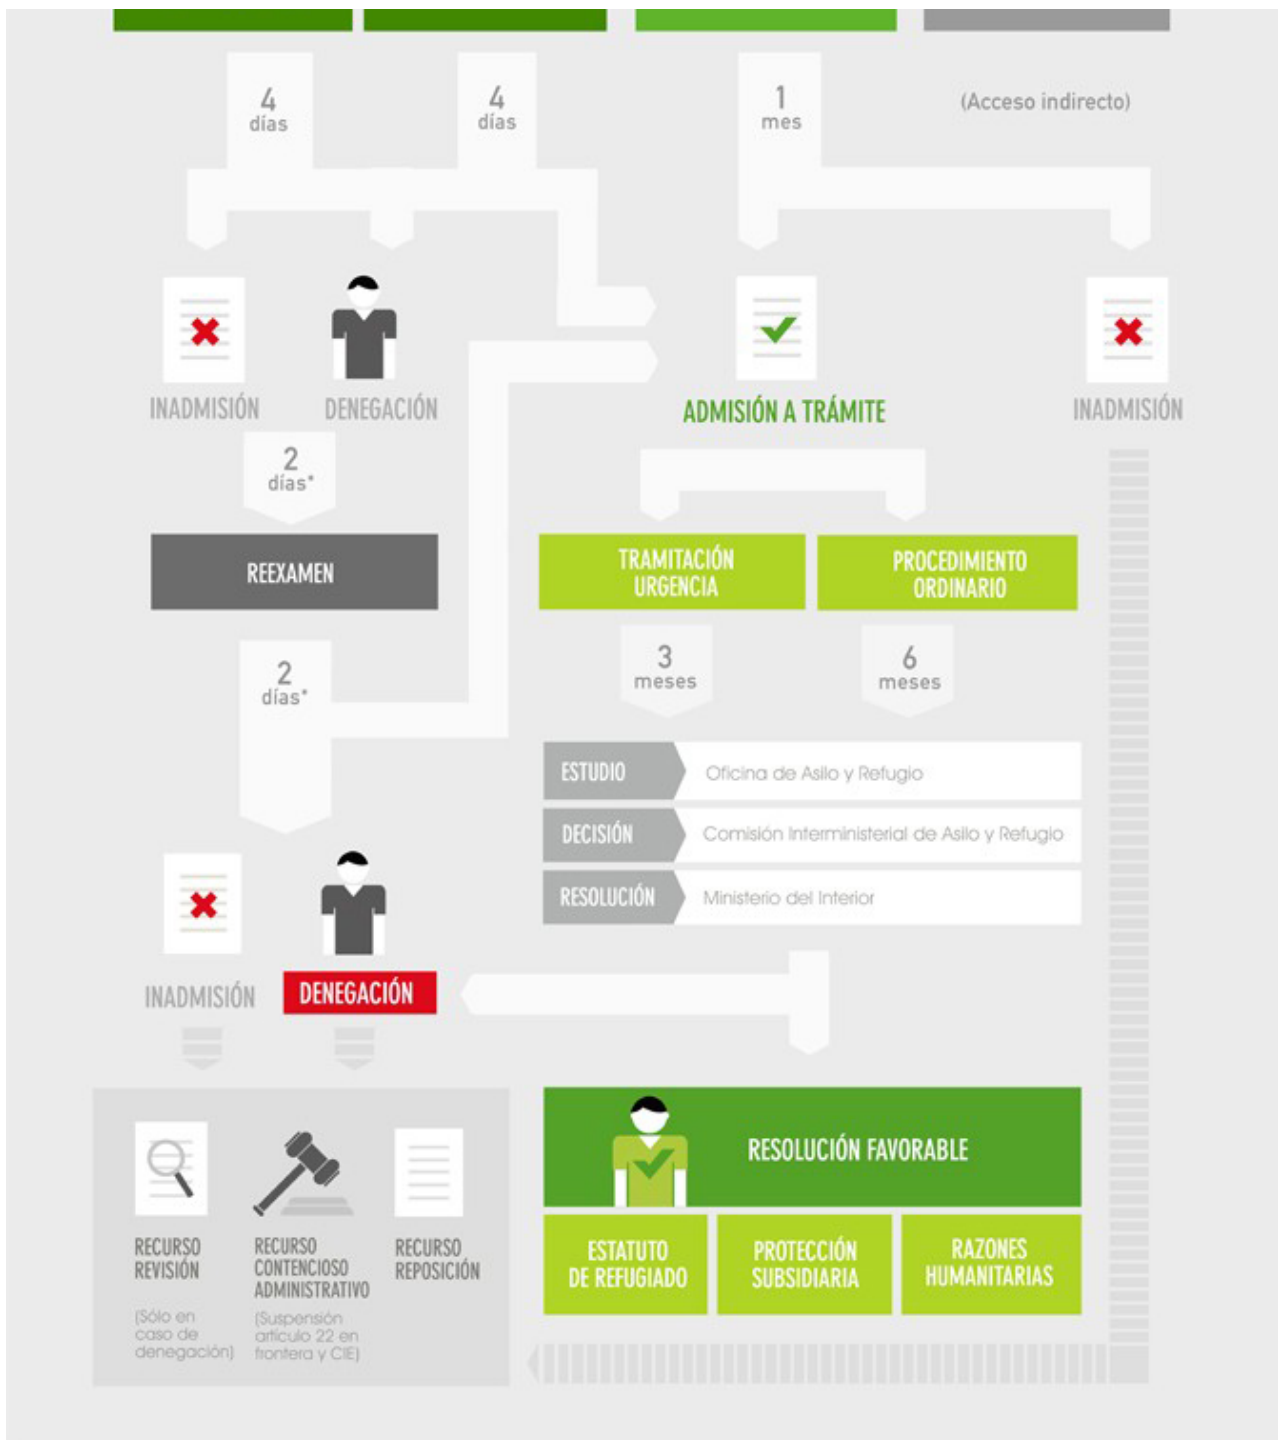 4
días
4
días
1
mes
(Acceso indirecto)
INADMISIÓN
DENEGACIÓN
ADMISIÓN A TRÁMITE
INADMISIÓN
2
días*
REEXAMEN
TRAMITACIÓN
URGENCIA
PROCEDIMIENTO
ORDINARIO
2
días*
3
meses
6
meses
ESTUDIO
Oficina de Asilo y Refugio
DECISIÓN
Comisión Interministerial de Asilo y Refugio
RESOLUCIÓN
Ministerio del Interior
INADMISIÓN
DENEGACIÓN
RESOLUCIÓN FAVORABLE
RECURSO
REVISIÓN
(Sólo en
caso de
denegación)
RECURSO
CONTENCIOSO
ADMINISTRATIVO
(Suspensión
artículo 22 en
frontera y CIE)
RECURSO
REPOSICIÓN
ESTATUTO
DE REFUGIADO
PROTECCIÓN
SUBSIDIARIA
RAZONES
HUMANITARIAS